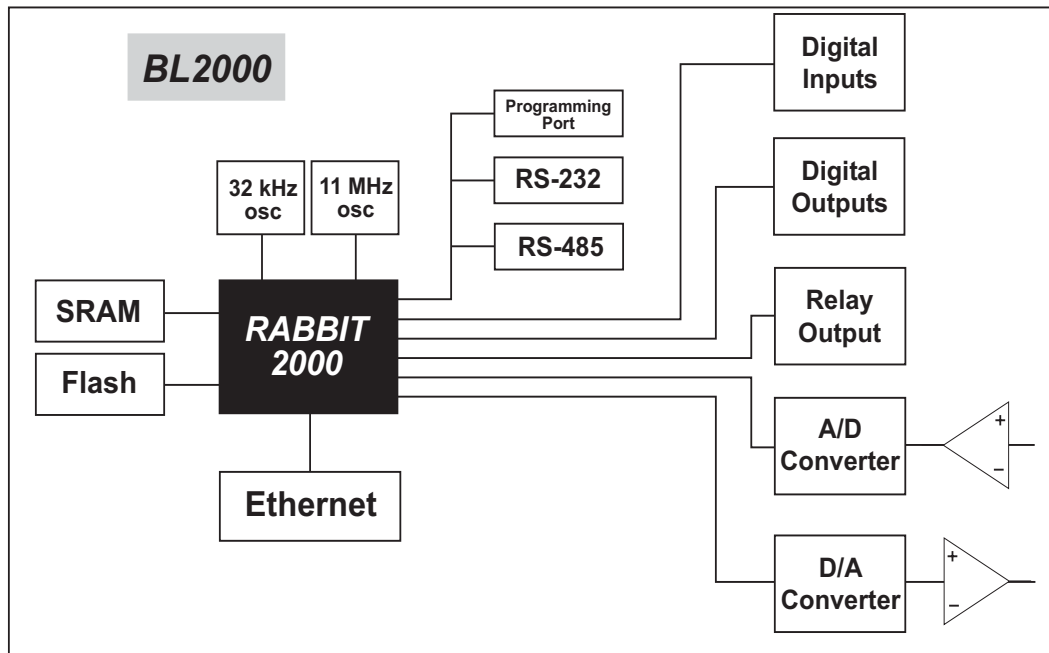 BL2000
Digital
Inputs
Programming
Port
RS-232
RS-485
Digital
Outputs
32 kHz
osc
11 MHz
osc
SRAM
Flash
RABBIT
2000
Ethernet
Relay
Output
A/D
Converter
+
–
D/A
Converter
+
–